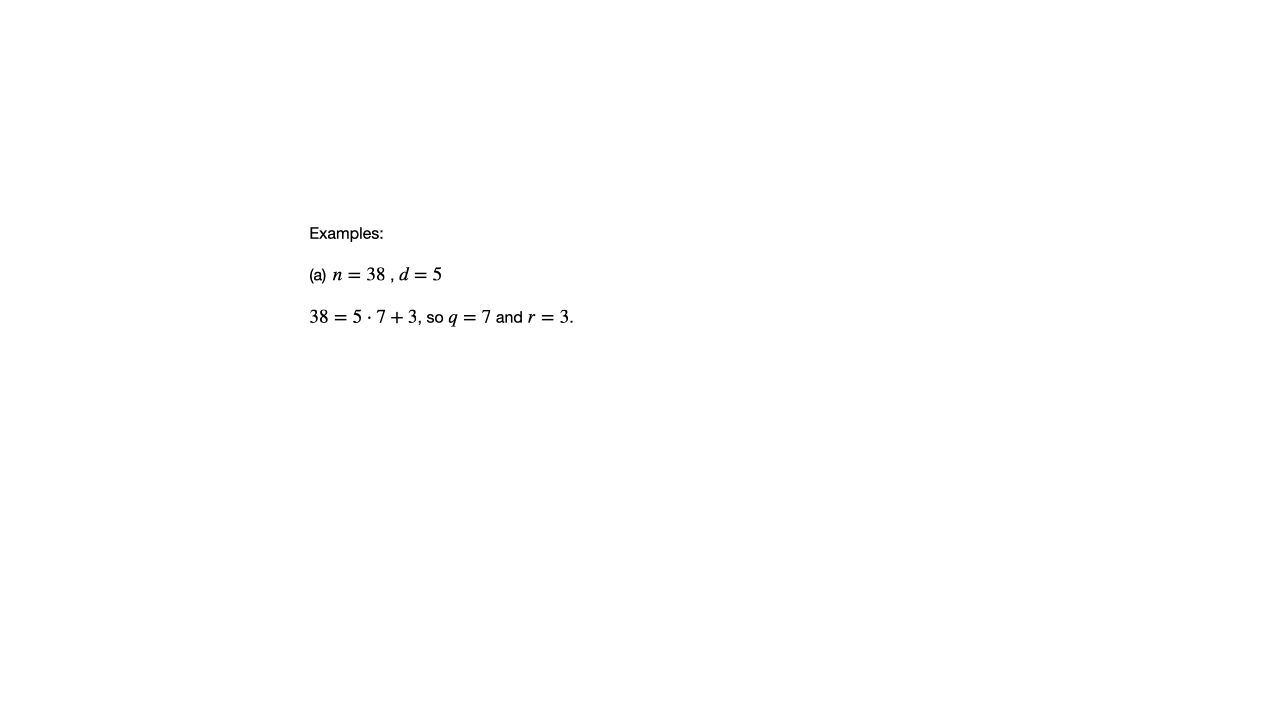 Examples:
(a) n = 38 , d = 5
38 = 5 · 7 + 3, so q = 7 and r = 3.